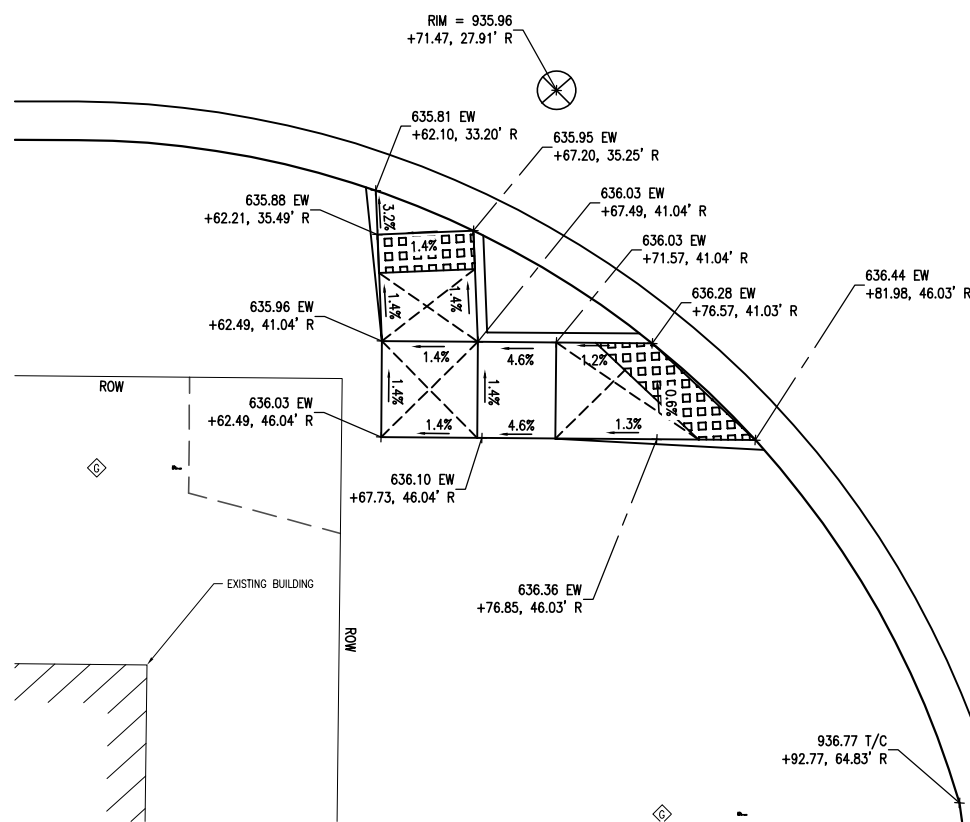 RIM = 935.96
+71.47, 27.91' R
635.81 EW
+62.10, 33.20' R
635.95 EW
+67.20, 35.25' R
635.88 EW
+62.21, 35.49' R
636.03 EW
+67.49, 41.04' R
636.03 EW
+71.57, 41.04' R
636.44 EW
+81.98, 46.03' R
636.28 EW
+76.57, 41.03' R
3.2%
1.4%
1.4%
1.4%
635.96 EW
+62.49, 41.04' R
1.4%
4.6%
1.2%
ROW
1.4%
1.4%
10.6%
636.03 EW
+62.49, 46.04' R
1.4%
4.6%
1.3%
G
636.10 EW
+67.73, 46.04' R
EXISTING BUILDING
636.36 EW
+76.85, 46.03' R
ROW
936.77 T/C
+92.77, 64.83' R
G